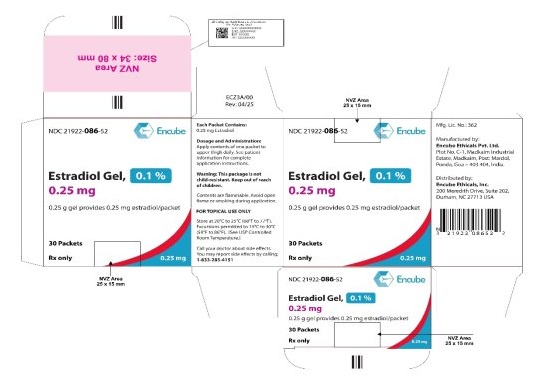 NVZ Area
Size: 34 x 80 mm
ECZ3A/00
Rev: 04/25
NVZ Area
25 x 15 mm
NDC 21922-086-52
Encube
Estradiol Gel, 0.1 %
0.25 mg
0.25 g gel provides 0.25 mg estradiol/packet
30 Packets
Rx only
0.25 mg
NVZ Area
25 x 15 mm
Each Packet Contains:
0.25 mg Estradiol
Dosage and Administration:
Apply contents of one packet to
upper thigh daily. See patient
information for complete
application instructions.
Warning: This package is not
child-resistant. Keep out of reach
of children.
Contents are flammable. Avoid open
flame or smoking during application.
FOR TOPICAL USE ONLY
Store at 20°C to 25°C (68°F to 77°F).
Excursions permitted to 15°C to 30°C
(59°F to 86°F). (See USP Controlled
Room Temperature.)
Call your doctor about side effects.
You may report side effects by calling:
1-833-285-4151
NDC 21922-086-52
Encube
Estradiol Gel, 0.1 %
0.25 mg
0.25 g gel provides 0.25 mg estradiol/packet
30 Packets
Rx only
0.25 mg
Mfg. Lic. No.: 362
Manufactured by:
Encube Ethicals Pvt. Ltd.
Plot No. C-1, Madkaim Industrial
Estate, Madkaim, Post: Mardol,
Ponda, Goa - 403 404, India.
Distributed by:
Encube Ethicals, Inc.
200 Meredith Drive, Suite 202,
Durham, NC 27713 USA
3 21922 08652 2
NDC 21922-086-52
Encube
Estradiol Gel, 0.1 %
0.25 mg
0.25 g gel provides 0.25 mg estradiol/packet
30 Packets
Rx only
0.25 mg
NVZ Area
25 x 15 mm